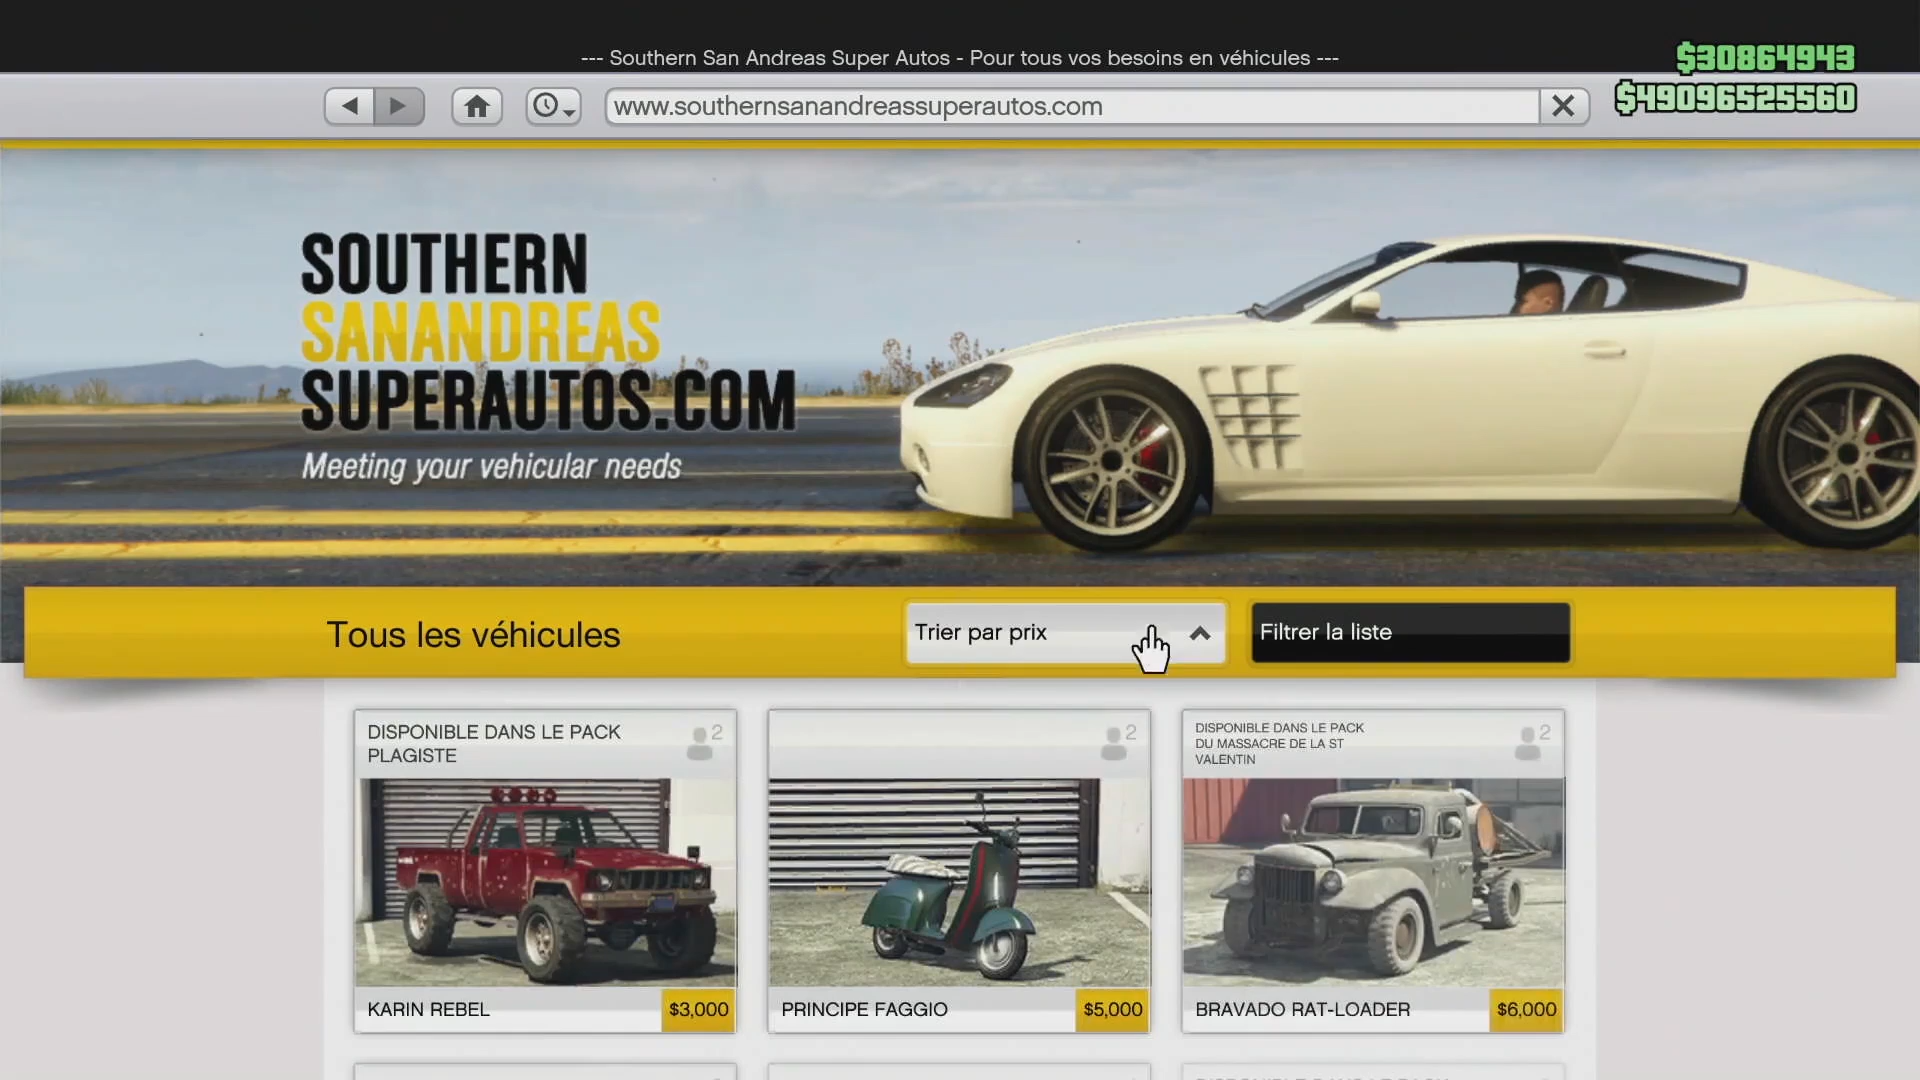 --- Southern San Andreas Super Autos - Pour tous vos besoins en véhicules ---
$30864943
$49096525560
www.southernsanandreassuperautos.com
SOUTHERN
SANANDREAS
SUPERAUTOS.COM
Meeting your vehicular needs
Tous les véhicules
Trier par prix
Filtrer la liste
DISPONIBLE DANS LE PACK
PLAGISTE
2
KARIN REBEL
$3,000
2
PRINCIPE FAGGIO
$5,000
DISPONIBLE DANS LE PACK
DU MASSACRE DE LA ST
VALENTIN
2
BRAVADO RAT-LOADER
$6,000